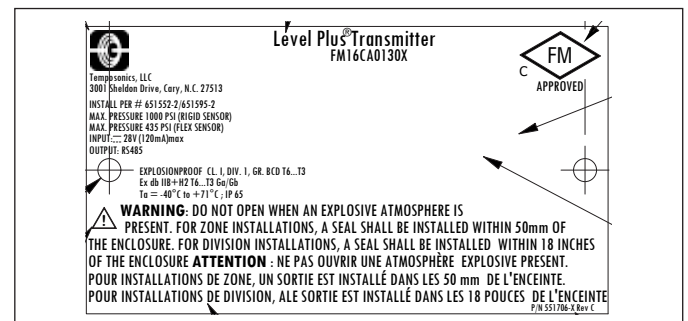 Level Plus® Transmitter
FM16CA0130X
FM
C
APPROVED
Temposonics, LLC
3001 Sheldon Drive, Cary, N.C. 27513
INSTALL PER # 651552-2/651595-2
MAX. PRESSURE 1000 PSI (RIGID SENSOR)
MAX. PRESSURE 435 PSI (FLEX SENSOR)
INPUT: ⎓ 28V (120mA)max
OUTPUT: RS485
EXPLOSIONPROOF CL. I, DIV. 1, GR. BCD T6...T3
Ex db IIB+H2 T6...T3 Ga/Gb
Ta = -40°C to +71°C ; IP 65
WARNING: DO NOT OPEN WHEN AN EXPLOSIVE ATMOSPHERE IS
PRESENT. FOR ZONE INSTALLATIONS, A SEAL SHALL BE INSTALLED WITHIN 50mm OF
THE ENCLOSURE. FOR DIVISION INSTALLATIONS, A SEAL SHALL BE INSTALLED WITHIN 18 INCHES
OF THE ENCLOSURE ATTENTION : NE PAS OUVRIR UNE ATMOSPHÈRE EXPLOSIVE PRESENT.
POUR INSTALLATIONS DE ZONE, UN SORTIE EST INSTALLÉ DANS LES 50 mm DE L'ENCEINTE.
POUR INSTALLATIONS DE DIVISION, ALE SORTIE EST INSTALLÉ DANS LES 18 POUCES DE L'ENCEINTE
P/N 551706-X Rev C